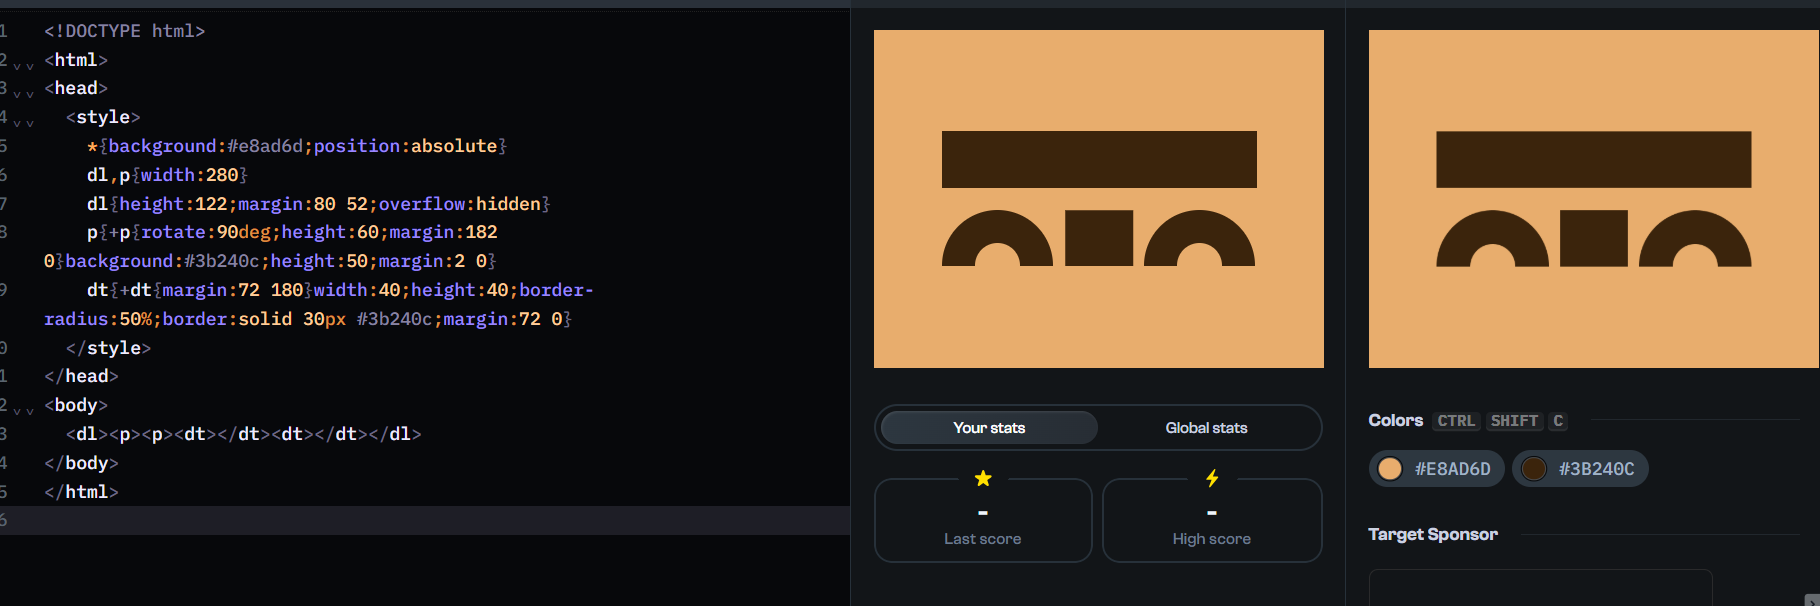 1 <!DOCTYPE html>
2 <html>
3 <head>
4 <style>
5 *{background:#e8ad6d;position:absolute}
6 dl,p{width:280}
7 dl{height:122;margin:80 52;overflow:hidden}
8 p{+p{rotate:90deg;height:60;margin:182
0}background:#3b240c;height:50;margin:2 0}
9 dt{+dt{margin:72 180}width:40;height:40;border-
radius:50%;border:solid 30px #3b240c;margin:72 0}
0 </style>
1 </head>
2 <body>
3 <dl><p><p><dt></dt><dt></dt></dl>
4 </body>
5 </html>
6
Your stats
Global stats
-
Last score
-
High score
Colors CTRL SHIFT C
#E8AD6D #3B240C
Target Sponsor